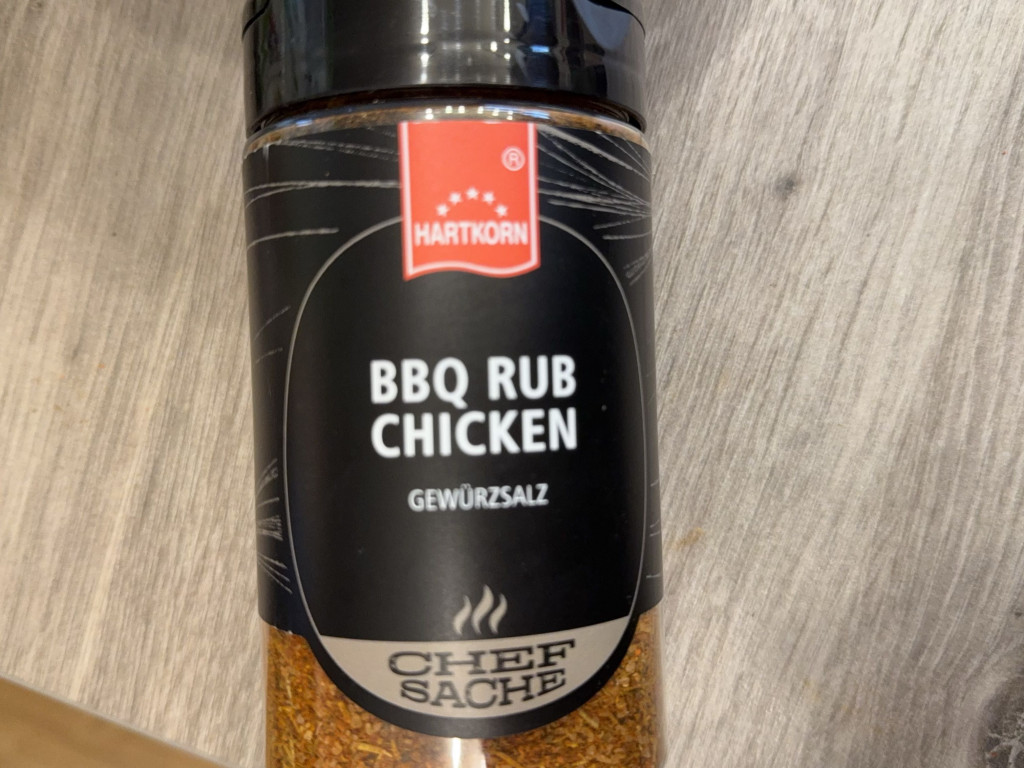 ®
HARTKORN
BBQ RUB
CHICKEN
GEWÜRZSALZ
CHEF
SACHE